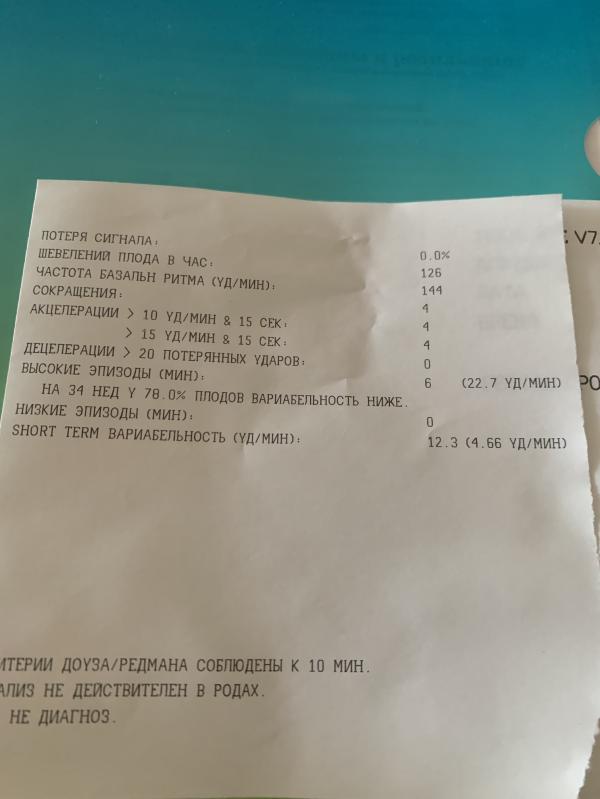 ПОТЕРЯ СИГНАЛА: 0.0%
ШЕВЕЛЕНИЙ ПЛОДА В ЧАС: 126
ЧАСТОТА БАЗАЛЬН РИТМА (УД/МИН): 144
СОКРАЩЕНИЯ: 4
АКЦЕЛЕРАЦИИ > 10 УД/МИН & 15 СЕК: 4
> 15 УД/МИН & 15 СЕК: 4
ДЕЦЕЛЕРАЦИИ > 20 ПОТЕРЯННЫХ УДАРОВ: 0
ВЫСОКИЕ ЭПИЗОДЫ (МИН): 6 (22.7 УД/МИН)
НА 34 НЕД У 78.0% ПЛОДОВ ВАРИАБЕЛЬНОСТЬ НИЖЕ.
НИЗКИЕ ЭПИЗОДЫ (МИН): 0
SHORT TERM ВАРИАБЕЛЬНОСТЬ (УД/МИН): 12.3 (4.66 УД/МИН)
ИТЕРИИ ДОУЗА/РЕДМАНА СОБЛЮДЕНЫ К 10 МИН.
АЛИЗ НЕ ДЕЙСТВИТЕЛЕН В РОДАХ.
НЕ ДИАГНОЗ.
V7.
РО